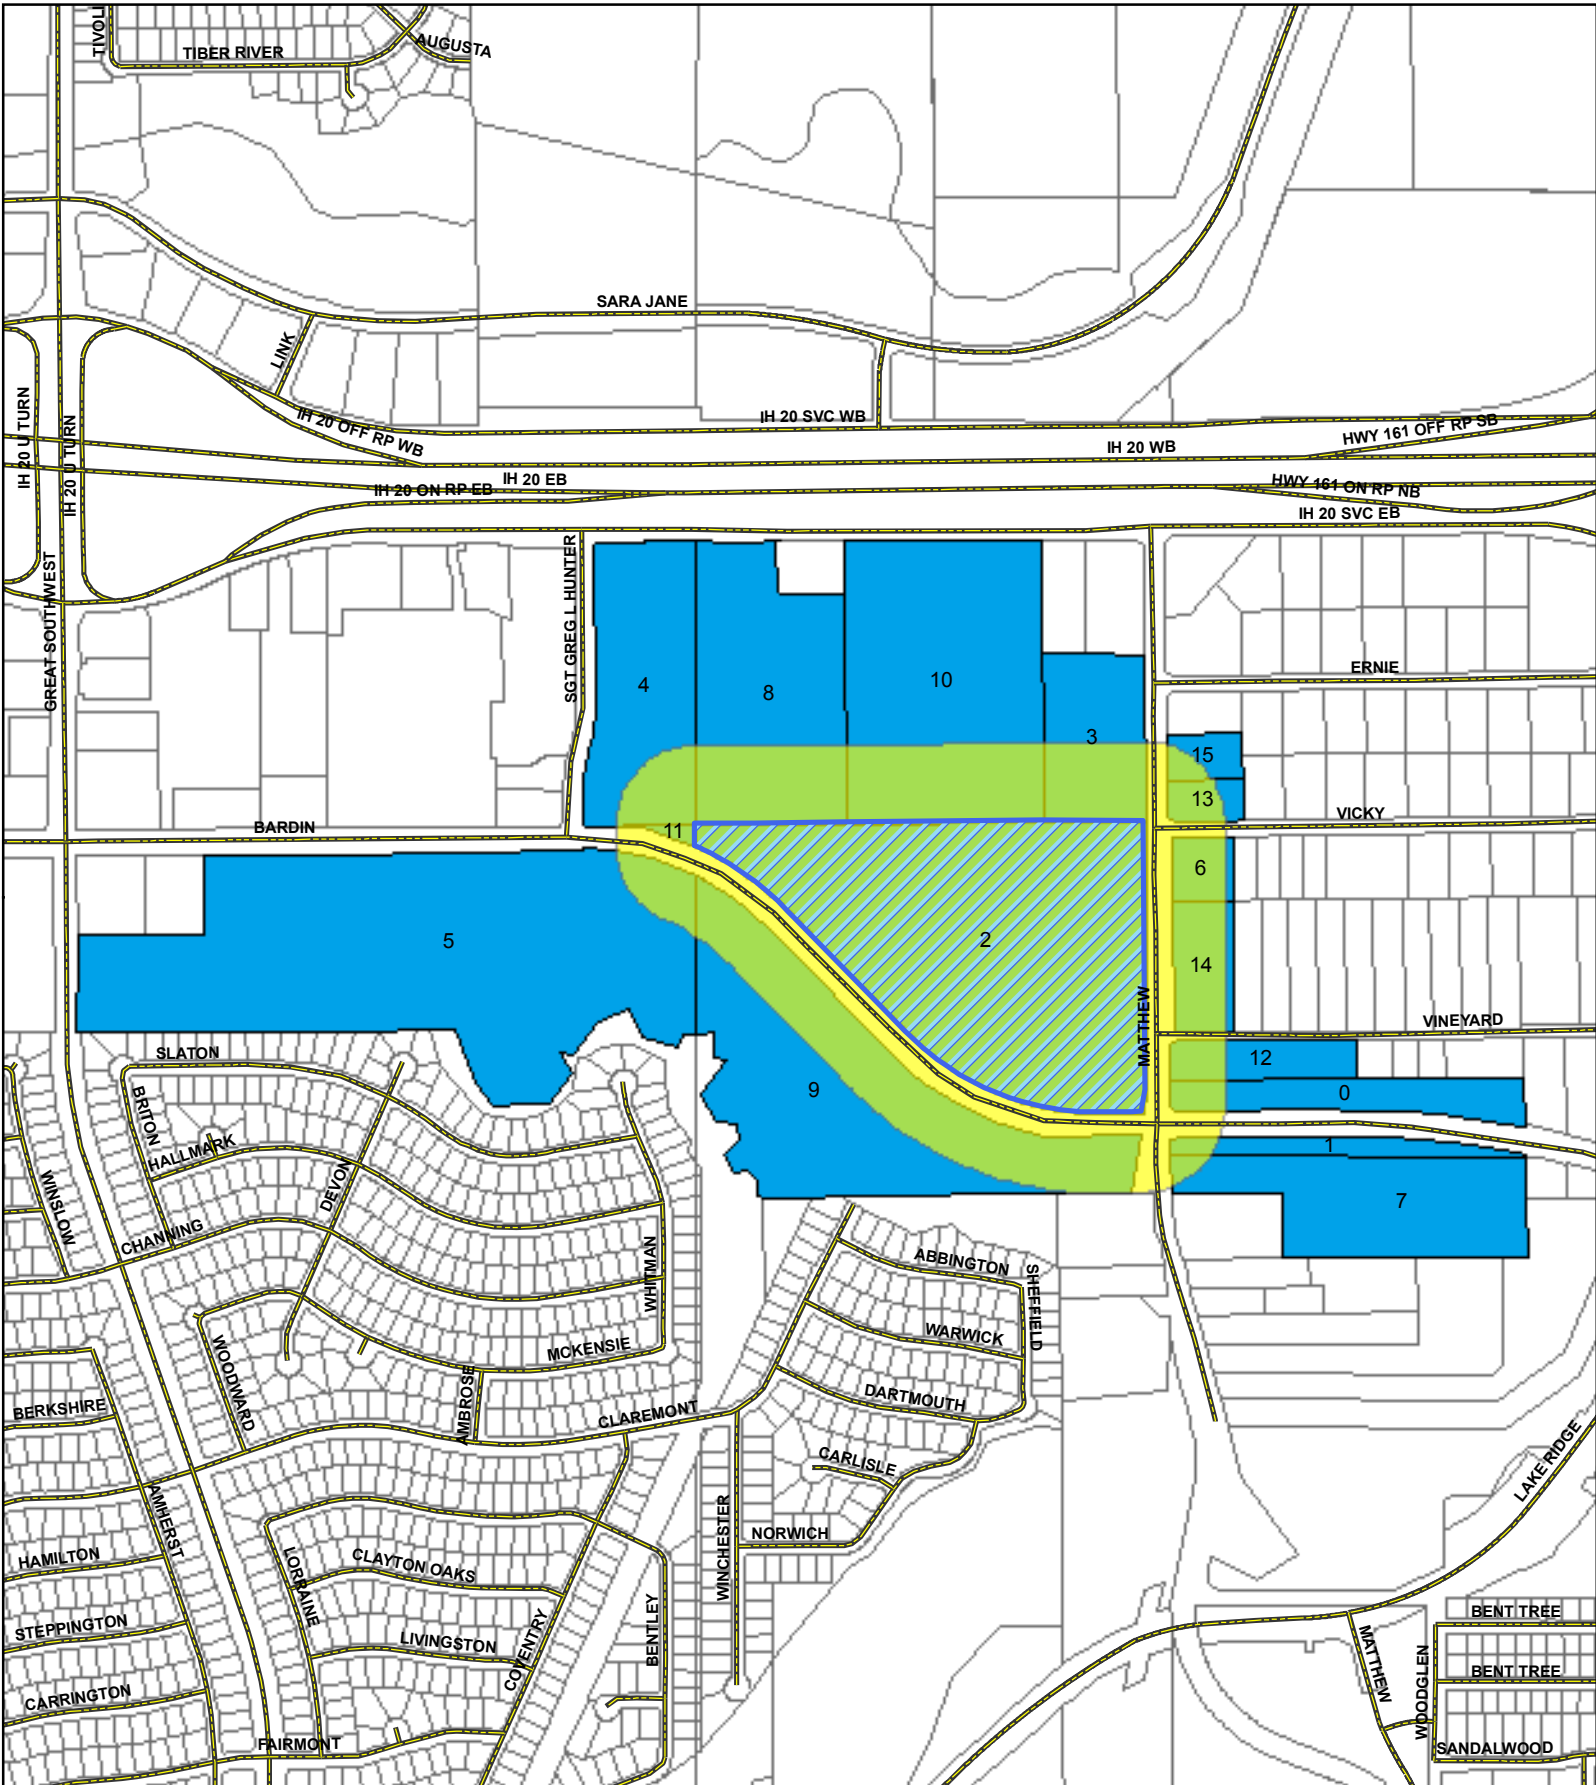 TIVOLI
TIBER RIVER
AUGUSTA
SARA JANE
LINK
IH 20 U TURN
IH 20 U TURN
IH 20 OFF RP WB
IH 20 SVC WB
IH 20 WB
HWY 161 OFF RP SB
IH 20 EB
IH 20 ON RP EB
HWY 161 ON RP NB
IH 20 SVC EB
GREAT SOUTHWEST
SGT GREG L HUNTER
ERNIE
4
8
10
3
15
13
VICKY
BARDIN
11
6
5
2
14
MATTHEW
VINEYARD
SLATON
12
0
9
1
7
BRITON
HALLMARK
DEVON
WINSLOW
CHANNING
WHITMAN
ABBINGTON
SHEFFIELD
WARWICK
MCKENSIE
WOODWARD
AMBROSE
DARTMOUTH
BERKSHIRE
CLAREMONT
CARLISLE
LAKE RIDGE
AMHERST
WINCHESTER
NORWICH
HAMILTON
CLAYTON OAKS
LORRAINE
STEPPINGTON
LIVINGSTON
COVENTRY
BENTLEY
BENT TREE
MATTHEW
WOODGLEN
BENT TREE
CARRINGTON
FAIRMONT
SANDALWOOD